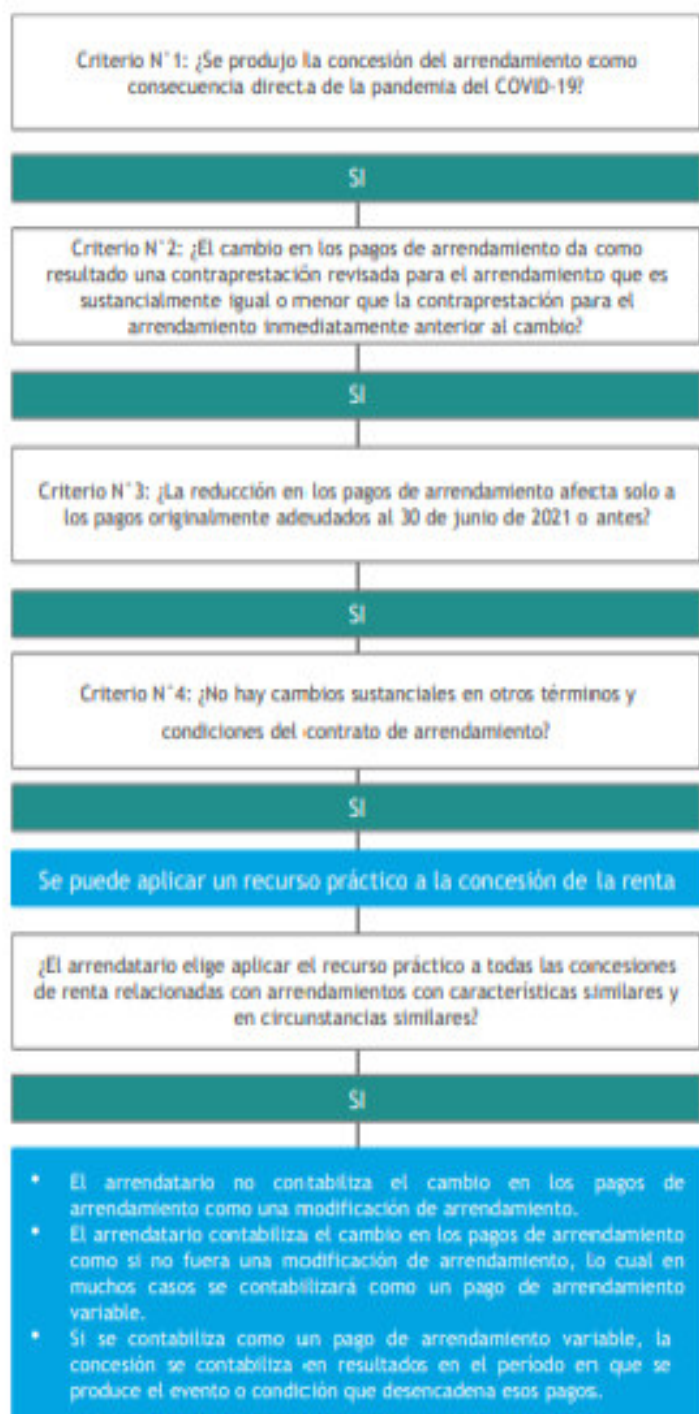 Criterio N°1: ¿Se produjo la concesión del arrendamiento como
consecuencia directa de la pandemia del COVID-19?
SI
Criterio N°2: ¿El cambio en los pagos de arrendamiento da como
resultado una contraprestación revisada para el arrendamiento que es
sustancialmente igual o menor que la contraprestación para el
arrendamiento inmediatamente anterior al cambio?
SI
Criterio N°3: ¿La reducción en los pagos de arrendamiento afecta solo a
los pagos originalmente adeudados al 30 de junio de 2021 o antes?
SI
Criterio N°4: ¿No hay cambios sustanciales en otros términos y
condiciones del contrato de arrendamiento?
SI
Se puede aplicar un recurso práctico a la concesión de la renta
¿El arrendatario elige aplicar el recurso práctico a todas las concesiones
de renta relacionadas con arrendamientos con características similares y
en circunstancias similares?
SI
• El arrendatario no contabiliza el cambio en los pagos de
arrendamiento como una modificación de arrendamiento.
• El arrendatario contabiliza el cambio en los pagos de arrendamiento
como si no fuera una modificación de arrendamiento, Lo cual en
muchos casos se contabilizará como un pago de arrendamiento
variable.
• Si se contabiliza como un pago de arrendamiento variable, la
concesión se contabiliza en resultados en el período en que se
produce el evento o condición que desencadena esos pagos.